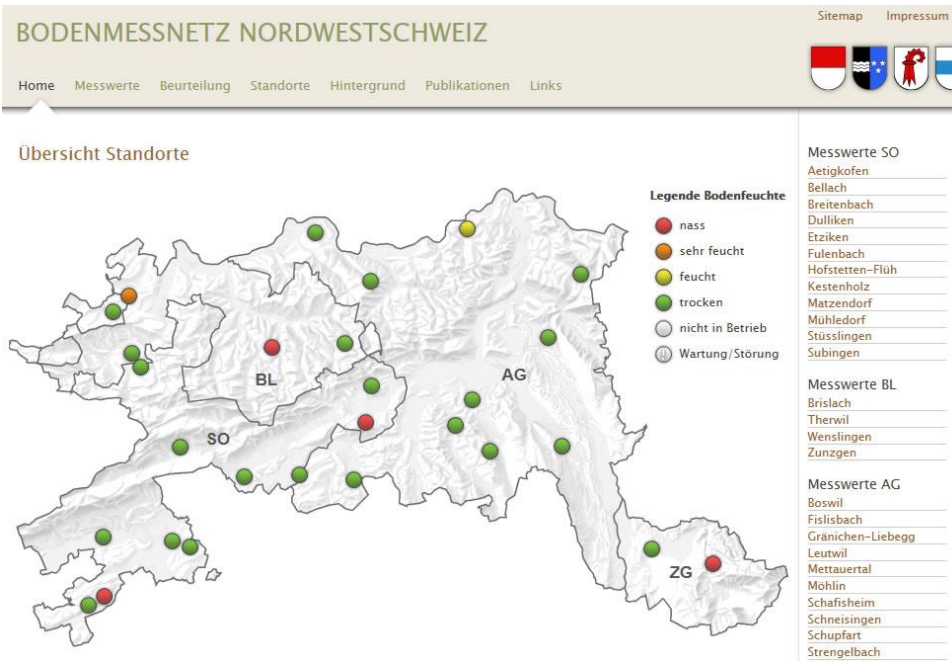 Sitemap Impressum
BODENMESSNETZ NORDWESTSCHWEIZ
Home Messwerte Beurteilung Standorte Hintergrund Publikationen Links
Übersicht Standorte
Legende Bodenfeuchte
nass
sehr feucht
feucht
trocken
nicht in Betrieb
Wartung/Störung
BL
AG
SO
ZG
Messwerte SO
Aetigkofen
Bellach
Breitenbach
Dulliken
Etziken
Fulenbach
Hofstetten-Flüh
Kestenholz
Matzendorf
Mühledorf
Stüsslingen
Subingen
Messwerte BL
Brislach
Therwil
Wenslingen
Zunzgen
Messwerte AG
Boswil
Fislisbach
Gränichen-Liebegg
Leutwil
Mettauertal
Möhlin
Schafisheim
Schneisingen
Schupfart
Strengelbach